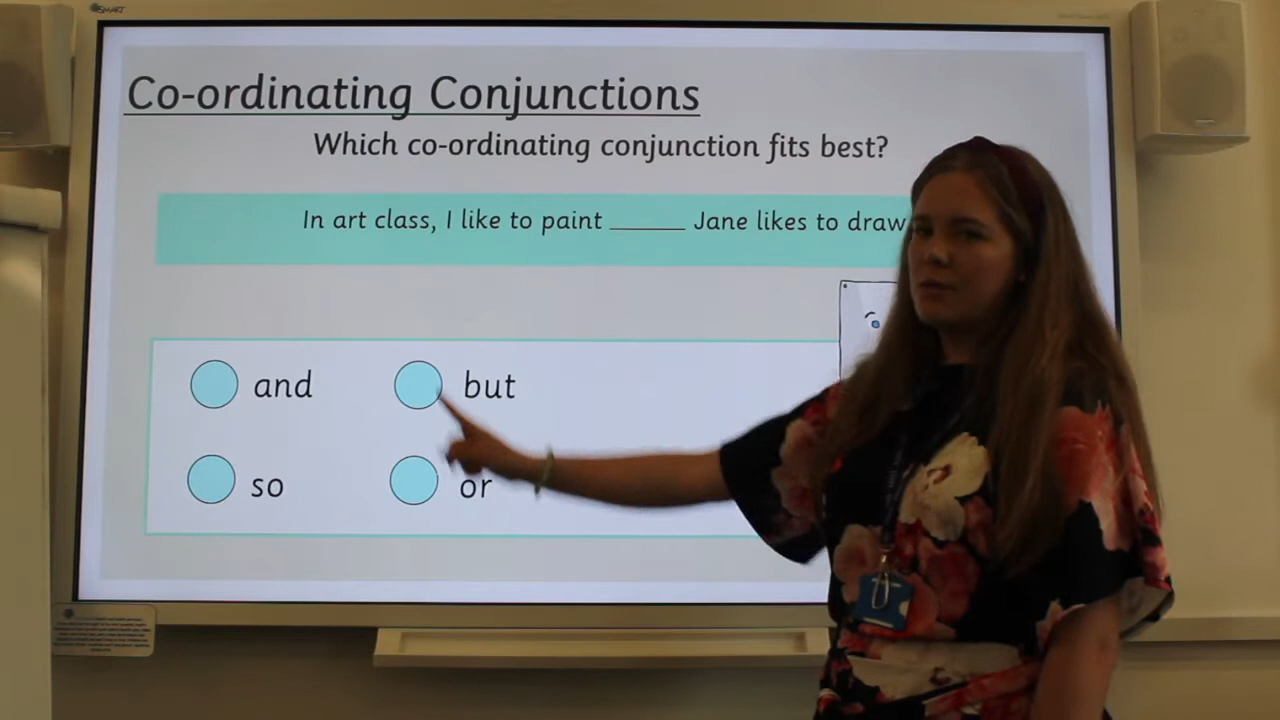 SMART
Co-ordinating Conjunctions
Which co-ordinating conjunction fits best?
In art class, I like to paint ______ Jane likes to draw
and but
so or